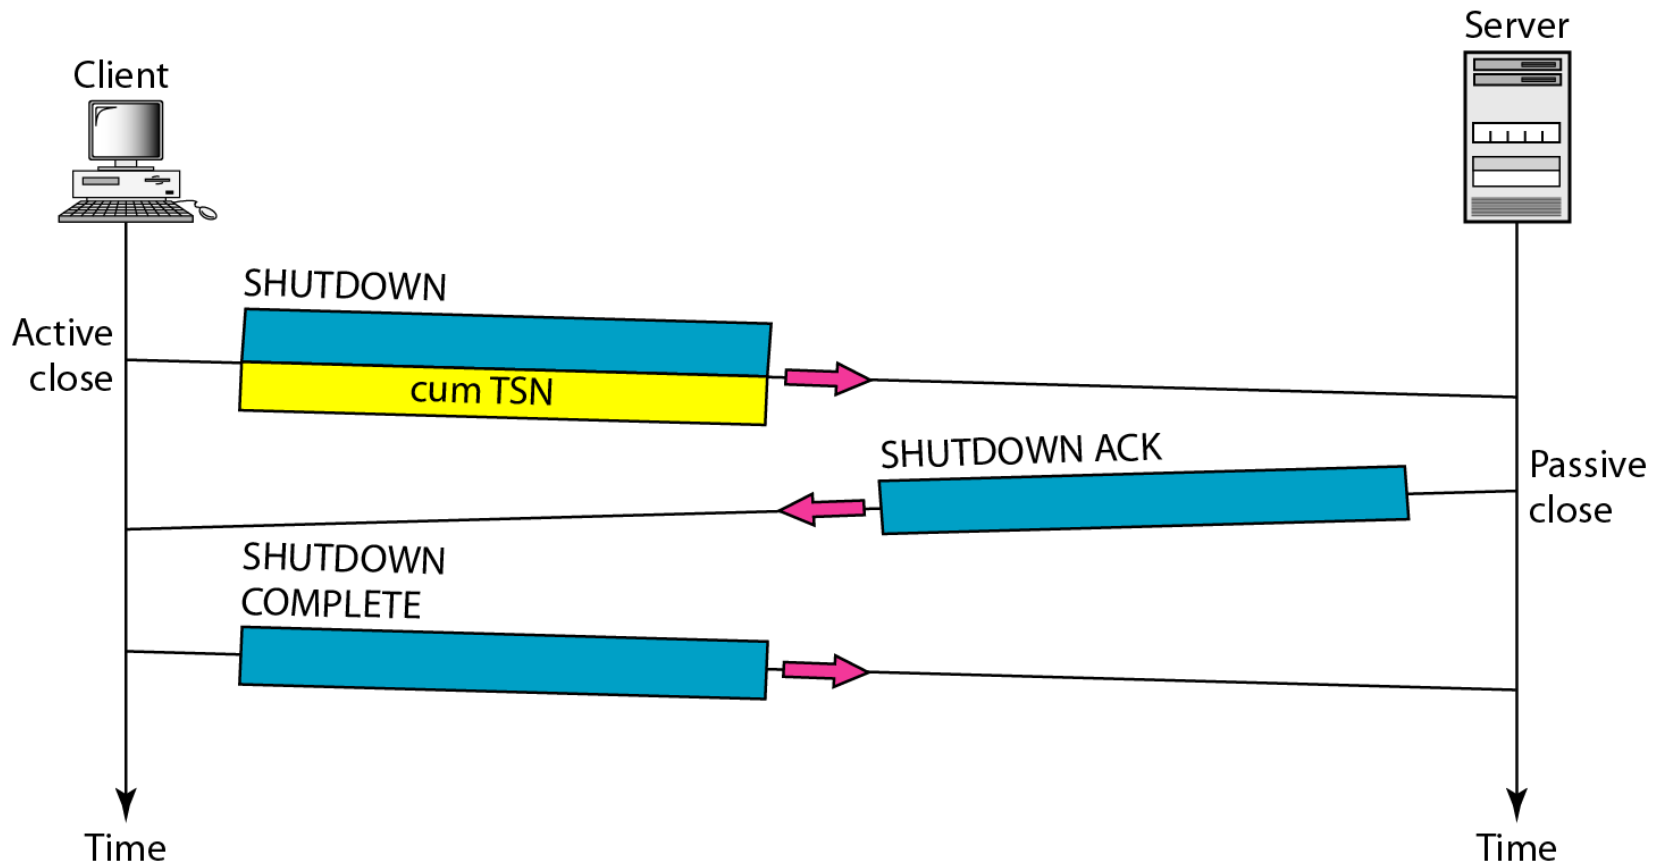 Server
Client
SHUTDOWN
Active
close
cum TSN
SHUTDOWN ACK
Passive
close
SHUTDOWN
COMPLETE
Time
Time